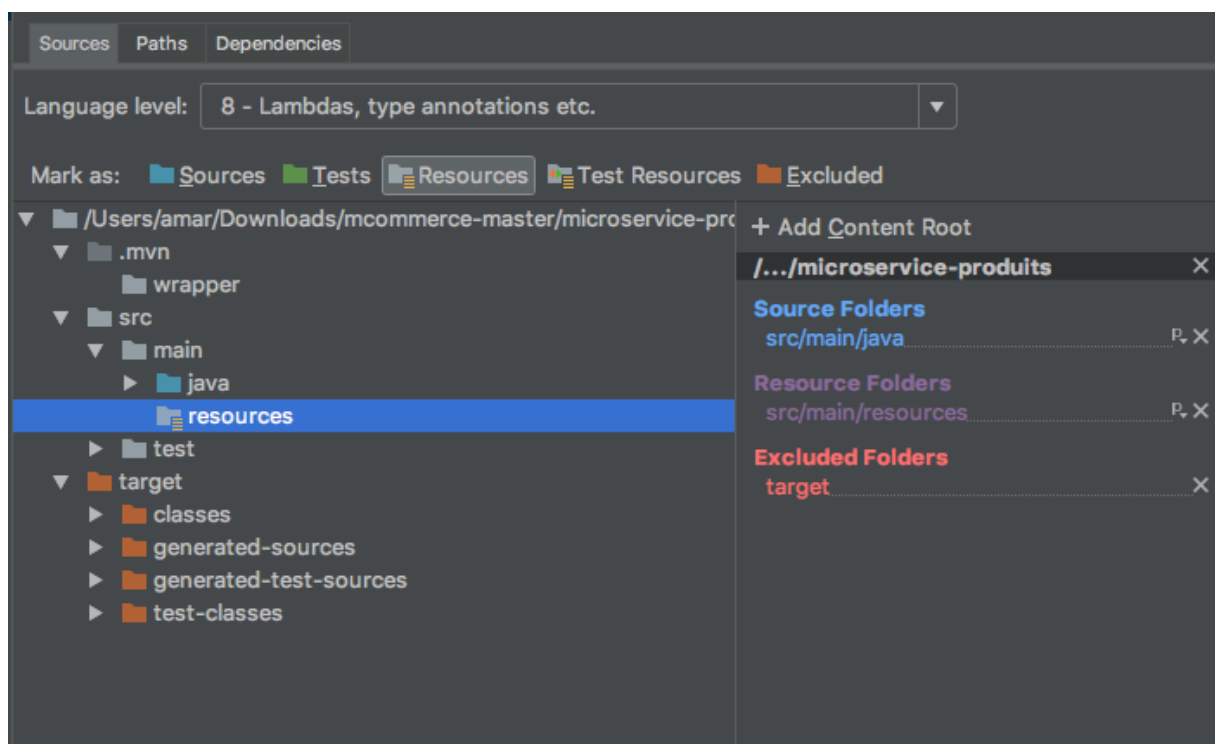 Sources Paths Dependencies
Language level: 8 - Lambdas, type annotations etc.
Mark as: Sources Tests Resources Test Resources Excluded
/Users/amar/Downloads/mcommerce-master/microservice-pro
.mvn
wrapper
src
main
java
resources
test
target
classes
generated-sources
generated-test-sources
test-classes
+ Add Content Root
/.../microservice-produits
Source Folders
src/main/java
Resource Folders
src/main/resources
Excluded Folders
target